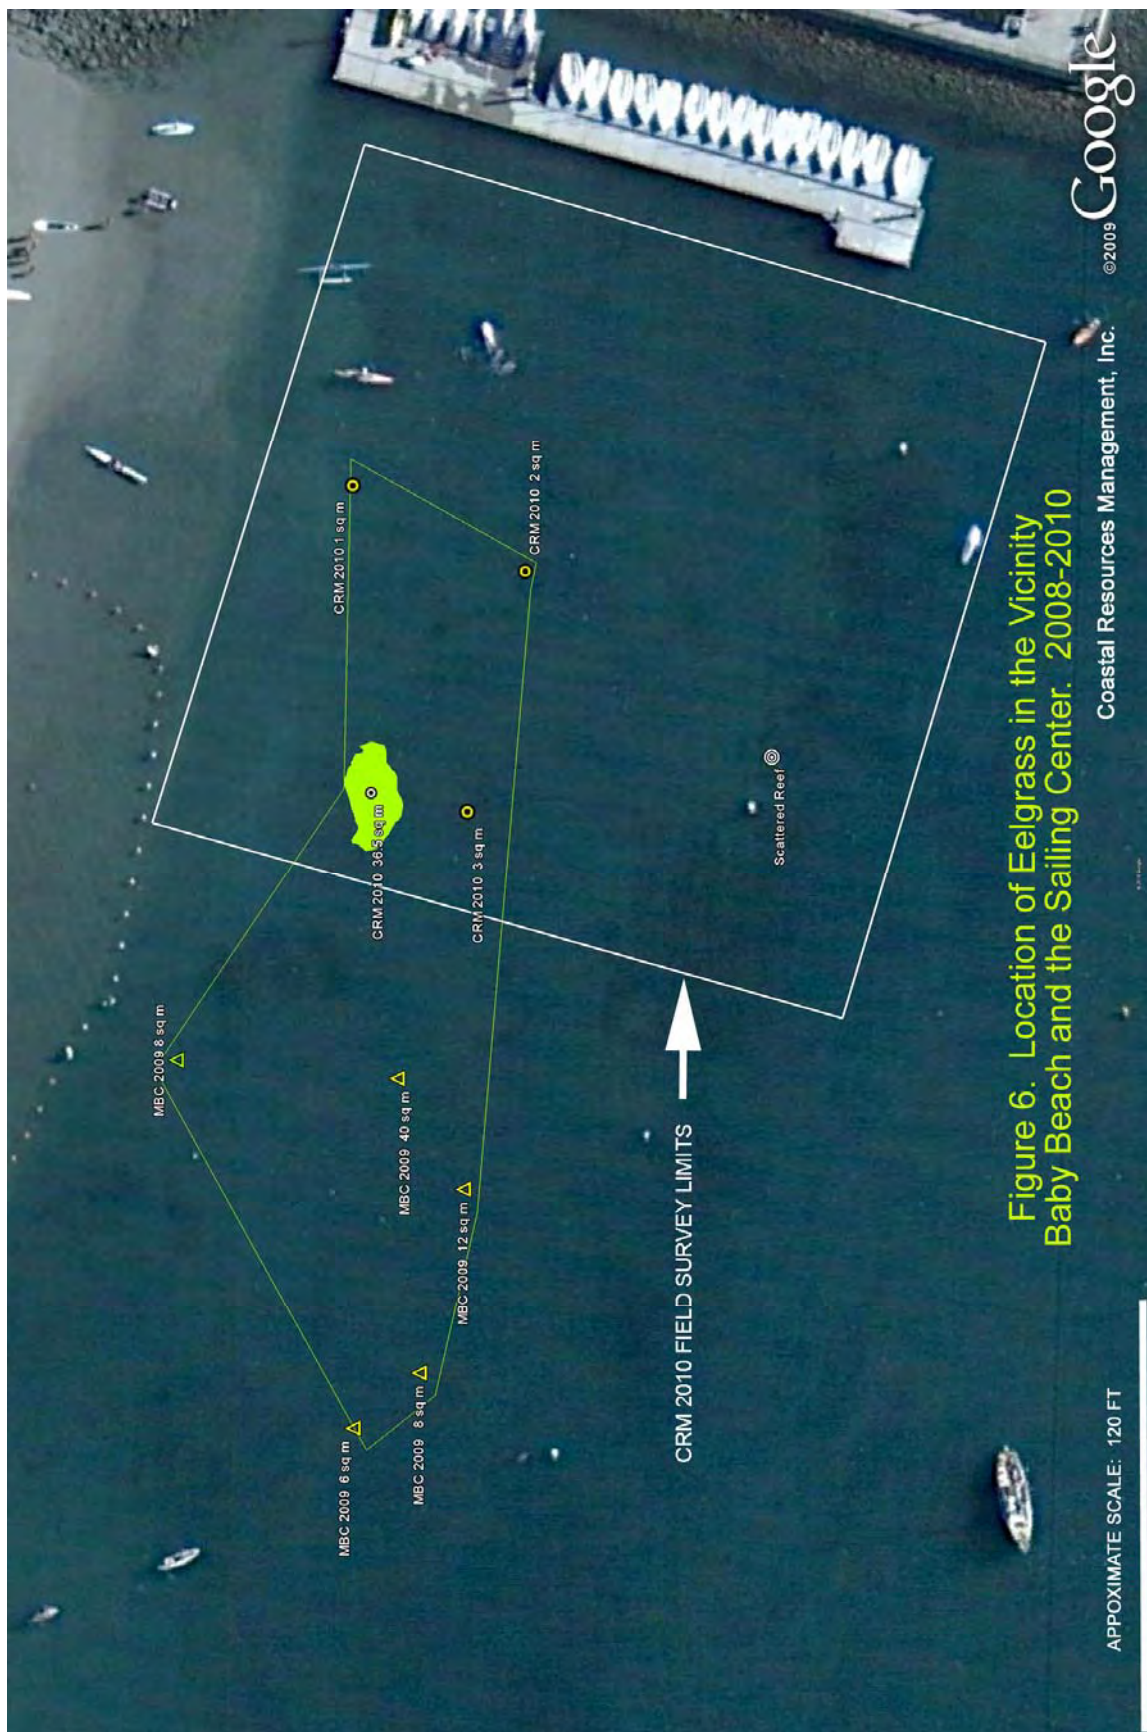 MBC 2009 6 sq m
MBC 2009 8 sq m
MBC 2009 12 sq m
MBC 2009 40 sq m
MBC 2009 8 sq m
CRM 2010 36.5 sq m
CRM 2010 3 sq m
CRM 2010 1 sq m
CRM 2010 2 sq m
Scattered Reef
CRM 2010 FIELD SURVEY LIMITS
Figure 6. Location of Eelgrass in the Vicinity
Baby Beach and the Sailing Center. 2008-2010
APPOXIMATE SCALE: 120 FT
Coastal Resources Management, Inc.
©2009 Google